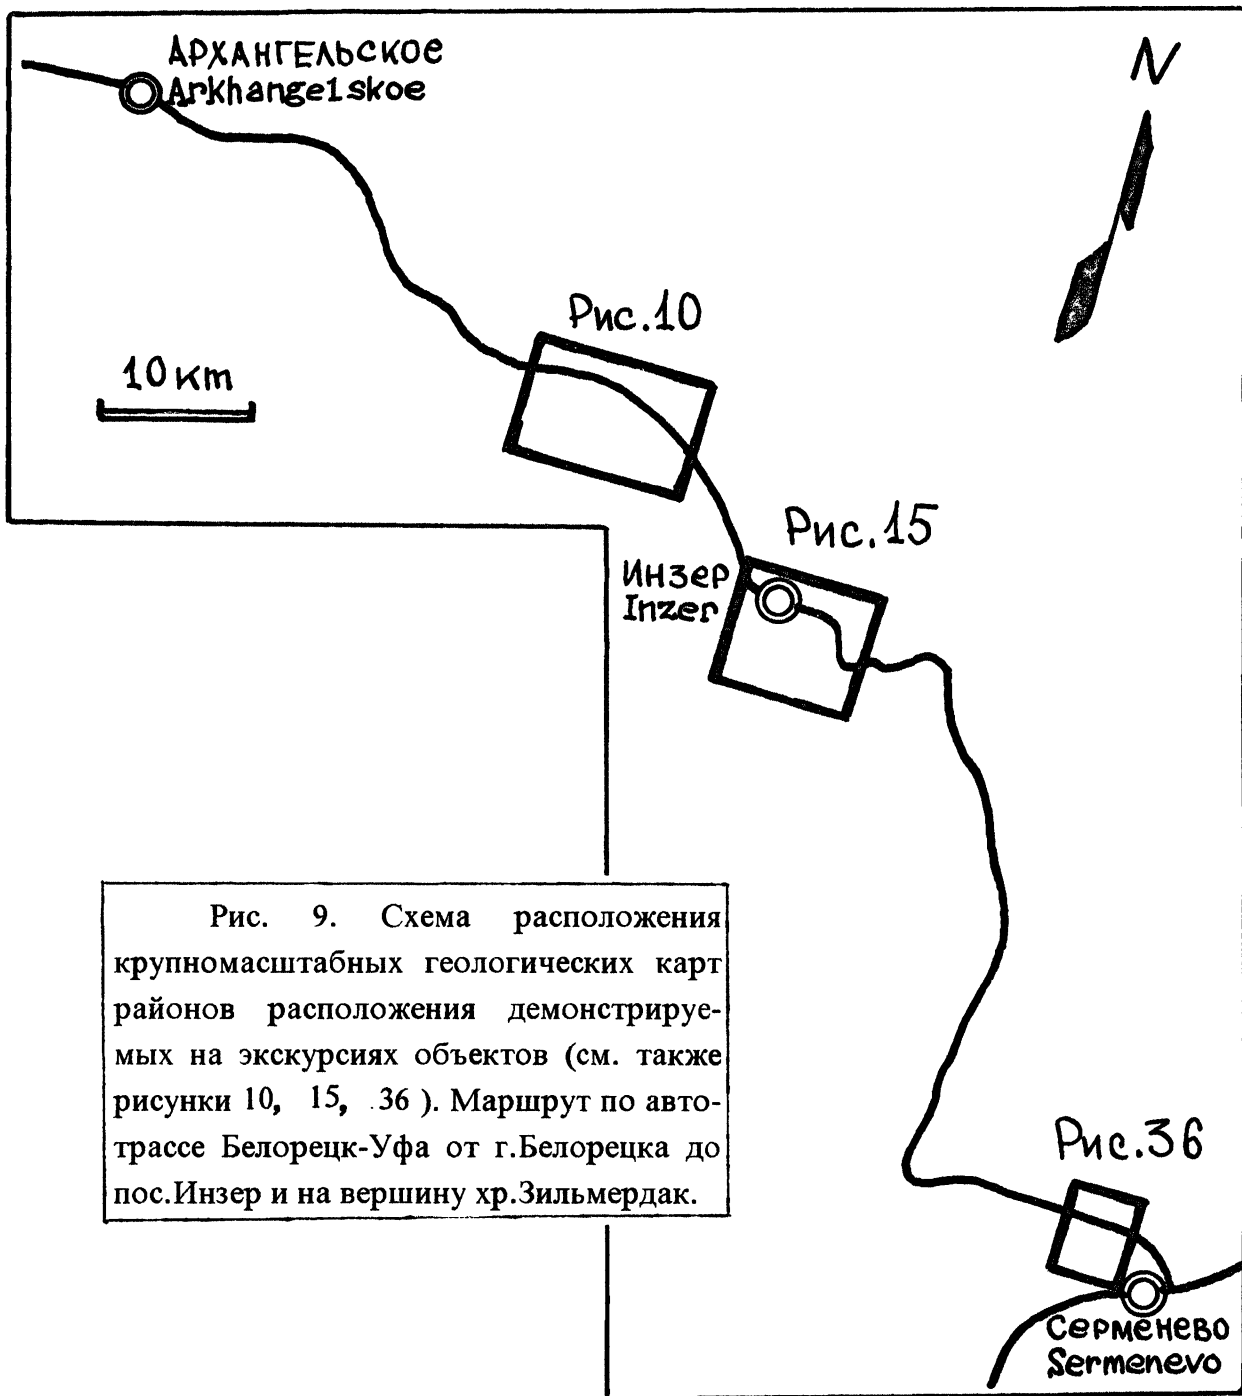 АРХАНГЕЛЬСКОЕ
Arkhangelskoe
N
Рис.10
10 km
Рис.15
Инзер
Inzer
Рис. 9. Схема расположения
крупномасштабных геологических карт
районов расположения демонстрируе-
мых на экскурсиях объектов (см. также
рисунки 10, 15, .36 ). Маршрут по авто-
трассе Белорецк-Уфа от г.Белорецка до
пос.Инзер и на вершину хр.Зильмердак.
Рис.36
Серменево
Sermenevo